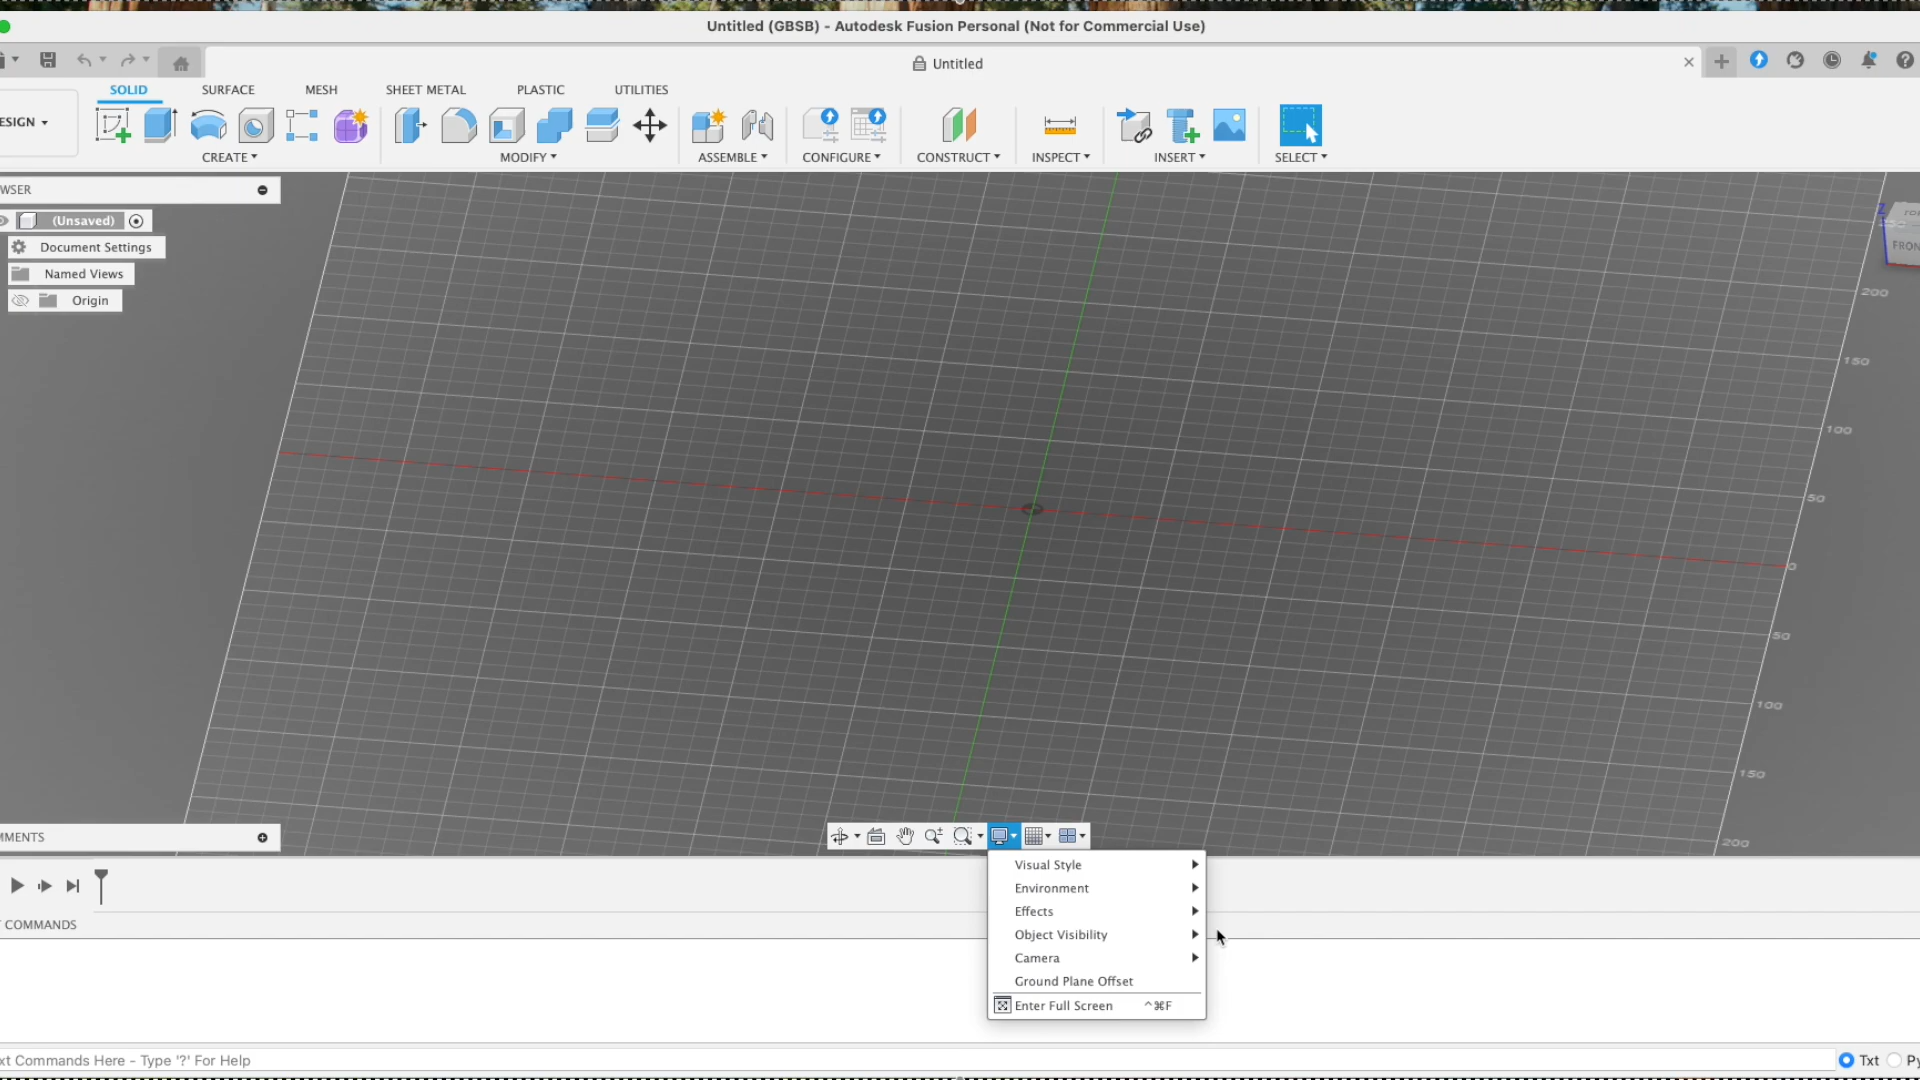 Untitled (GBSB) - Autodesk Fusion Personal (Not for Commercial Use)
Untitled
SOLID SURFACE MESH SHEET METAL PLASTIC UTILITIES
ESIGN
CREATE MODIFY ASSEMBLE CONFIGURE CONSTRUCT INSPECT INSERT SELECT
WSER
(Unsaved)
Document Settings
Named Views
Origin
Z
FRON
200
150
100
50
0
50
100
150
200
MMENTS
Visual Style
Environment
Effects
Object Visibility
Camera
Ground Plane Offset
Enter Full Screen ^⌘F
COMMANDS
xt Commands Here - Type '?' For Help
Txt Py